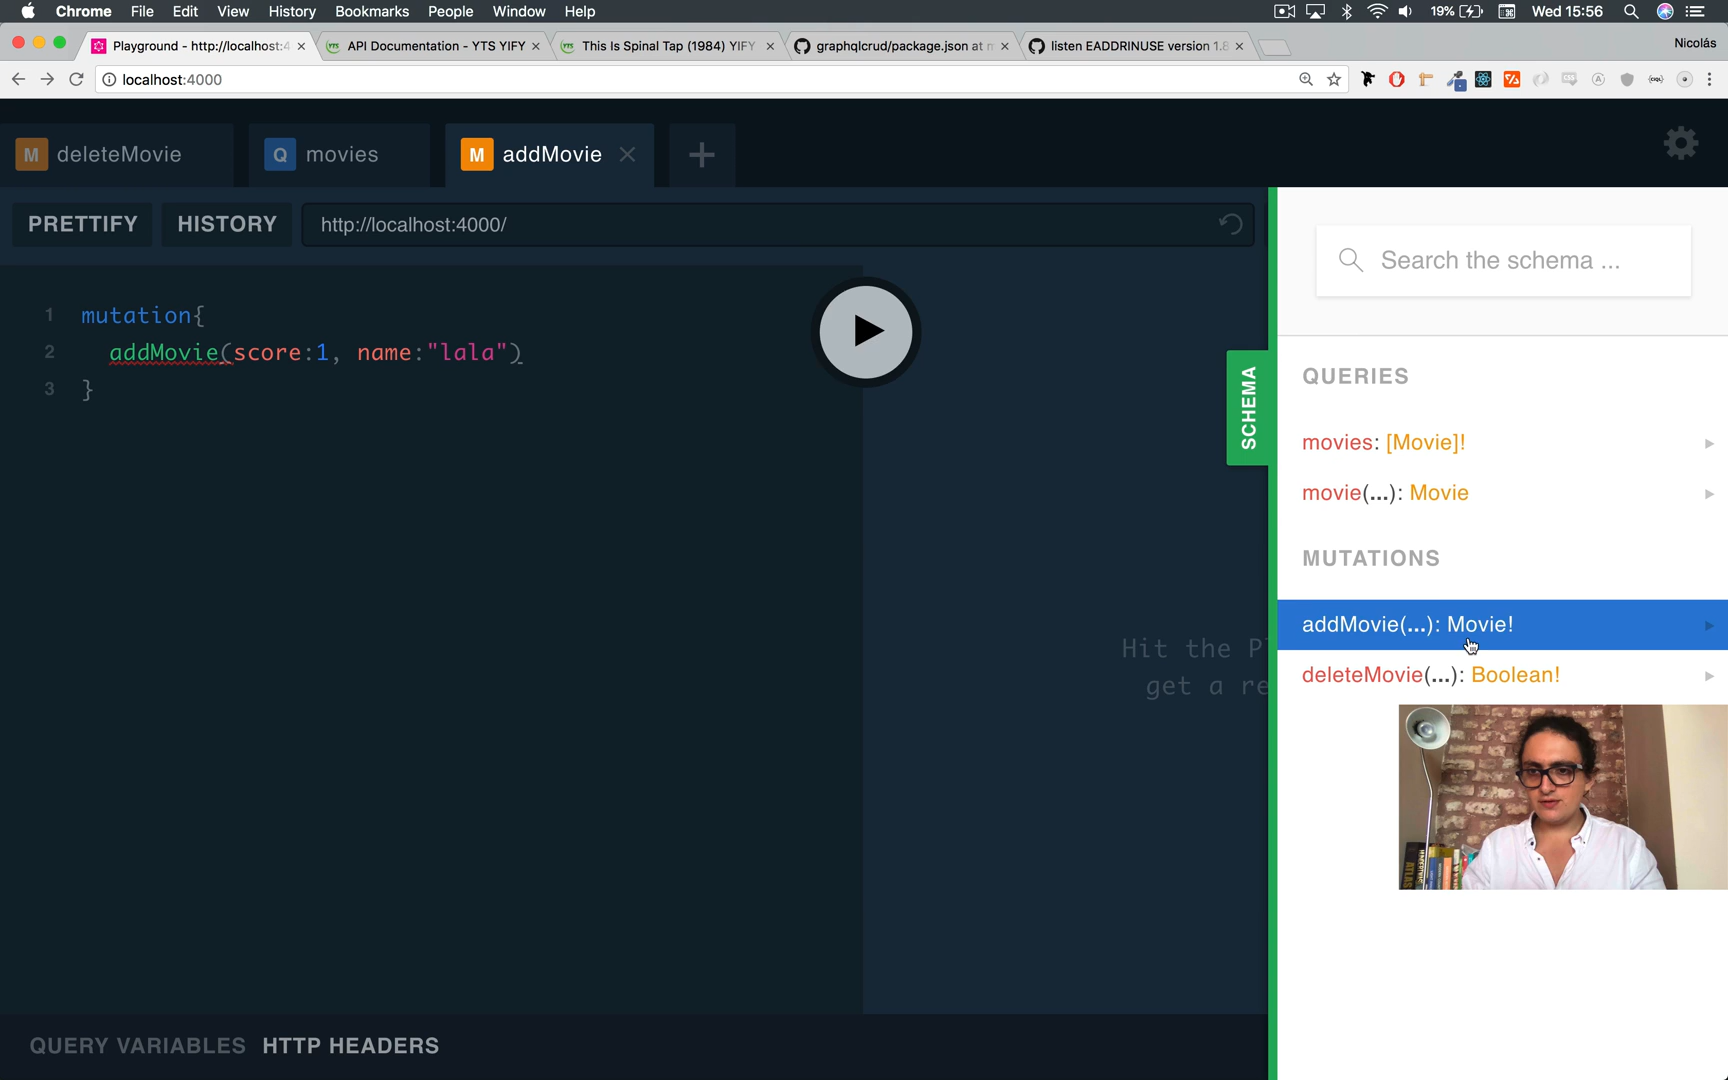 Chrome File Edit View History Bookmarks People Window Help 19% Wed 15:56
Playground - http://localhost:4 API Documentation - YTS YIFY This Is Spinal Tap (1984) YIFY graphqlcrud/package.json at m listen EADDRINUSE version 1.8 Nicolás
localhost:4000
M deleteMovie Q movies M addMovie
PRETTIFY HISTORY http://localhost:4000/
Search the schema ...
1 mutation{
2 addMovie(score:1, name:"lala")
3 }
SCHEMA
QUERIES
movies: [Movie]!
movie(...): Movie
MUTATIONS
addMovie(...): Movie!
deleteMovie(...): Boolean!
Hit the Pl
get a re
ATLAS
QUERY VARIABLES HTTP HEADERS